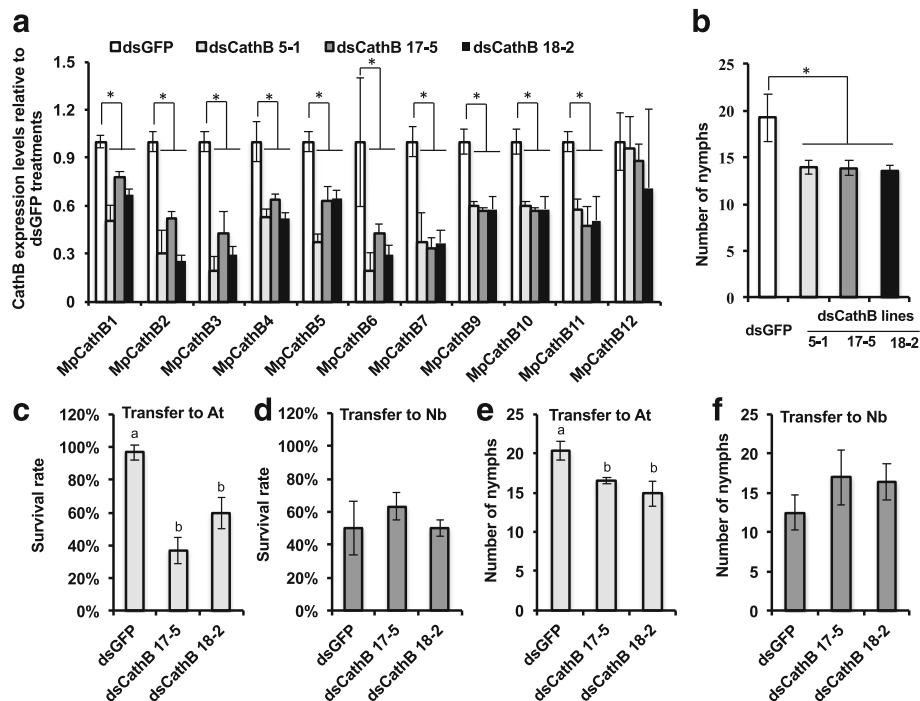 a
dsGFP dsCathB 5-1 dsCathB 17-5 dsCathB 18-2
CathB expression levels relative to
dsGFP treatments
1.5
1.2
0.9
0.6
0.3
0
* * * * * * * * * *
MpCathB1
MpCathB2
MpCathB3
MpCathB4
MpCathB5
MpCathB6
MpCathB7
MpCathB9
MpCathB10
MpCathB11
MpCathB12
b
Number of nymphs
25
20
15
10
5
0
*
dsGFP
dsCathB lines
5-1 17-5 18-2
c
Transfer to At
Survival rate
120%
100%
80%
60%
40%
20%
0%
a
b
b
dsGFP
dsCathB 17-5
dsCathB 18-2
d
Transfer to Nb
Survival rate
120%
100%
80%
60%
40%
20%
0%
dsGFP
dsCathB 17-5
dsCathB 18-2
e
Transfer to At
Number of nymphs
25
20
15
10
5
0
a
b
b
dsGFP
dsCathB 17-5
dsCathB 18-2
f
Transfer to Nb
Number of nymphs
25
20
15
10
5
0
dsGFP
dsCathB 17-5
dsCathB 18-2